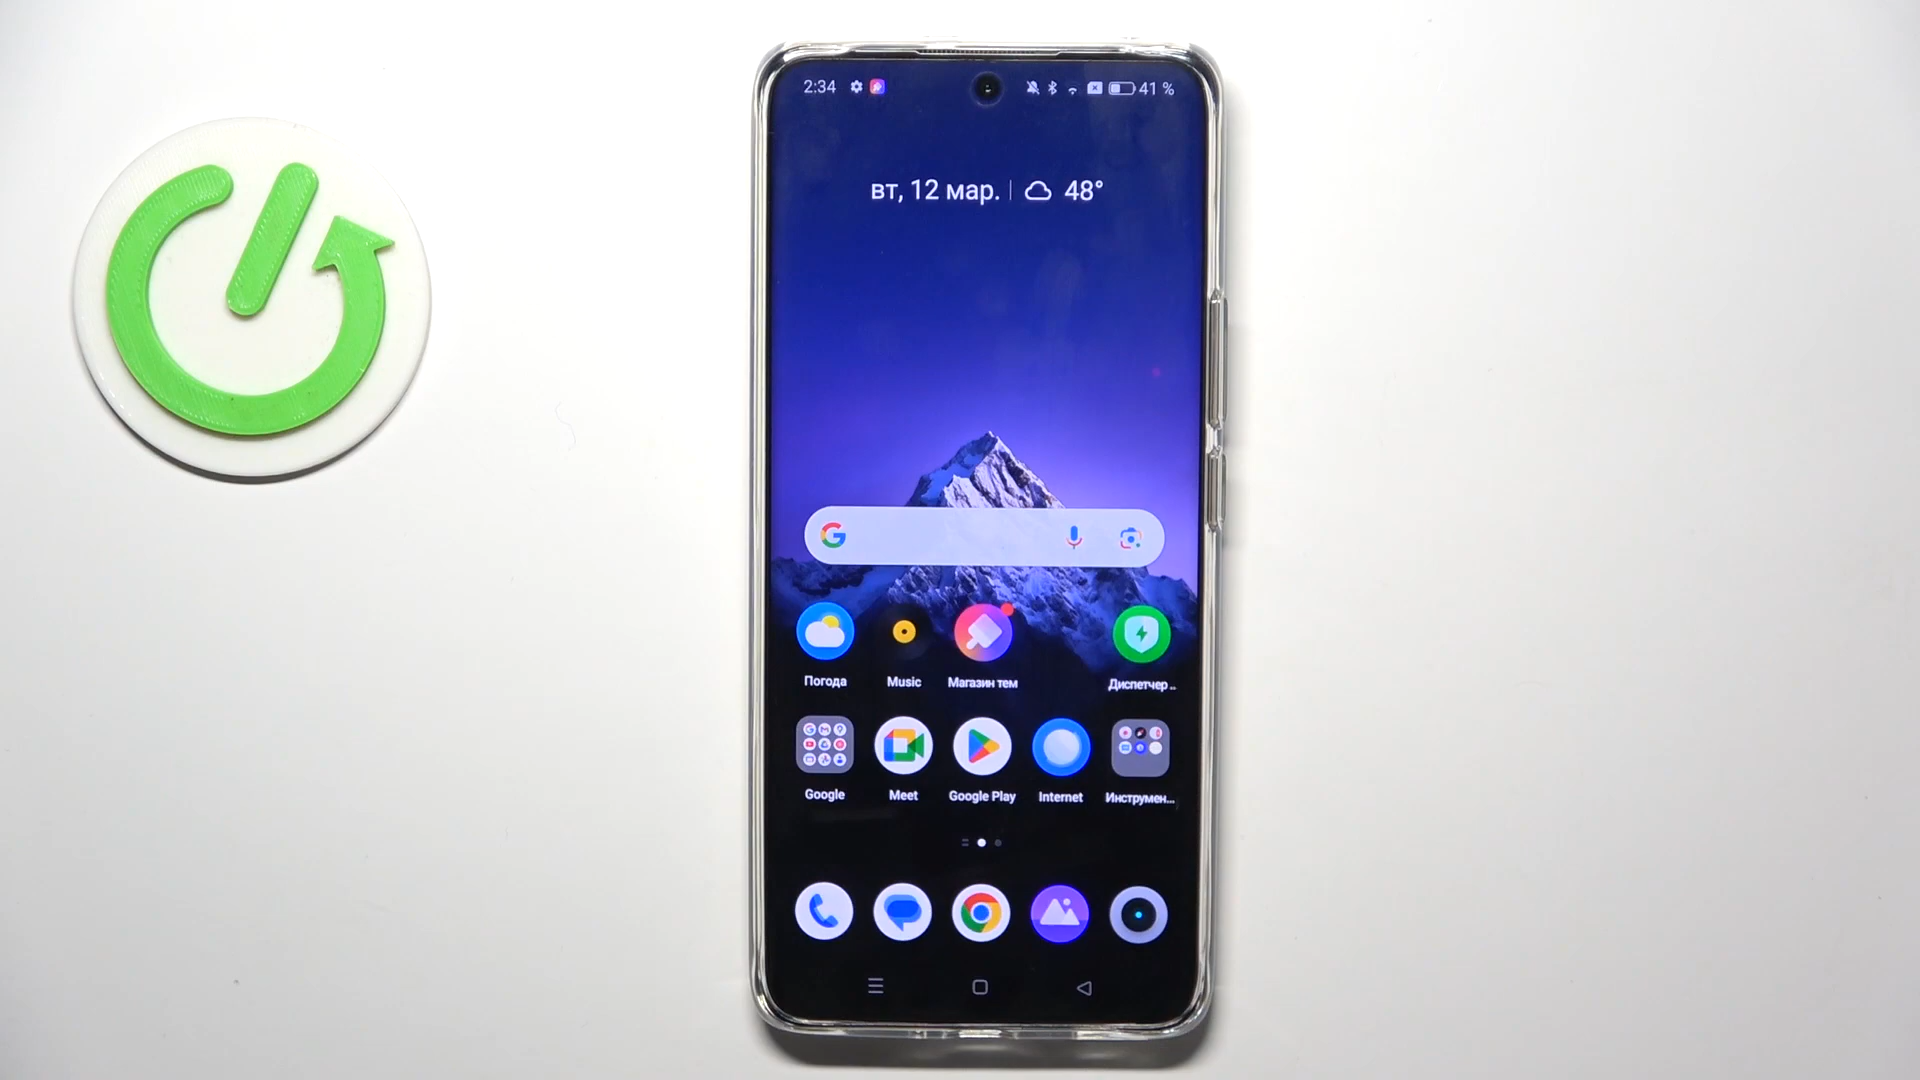 2:34
41 %
вт, 12 мар. 48°
G
Погода Music Магазин тем Диспетчер ..
Google Meet Google Play Internet Инструмен...